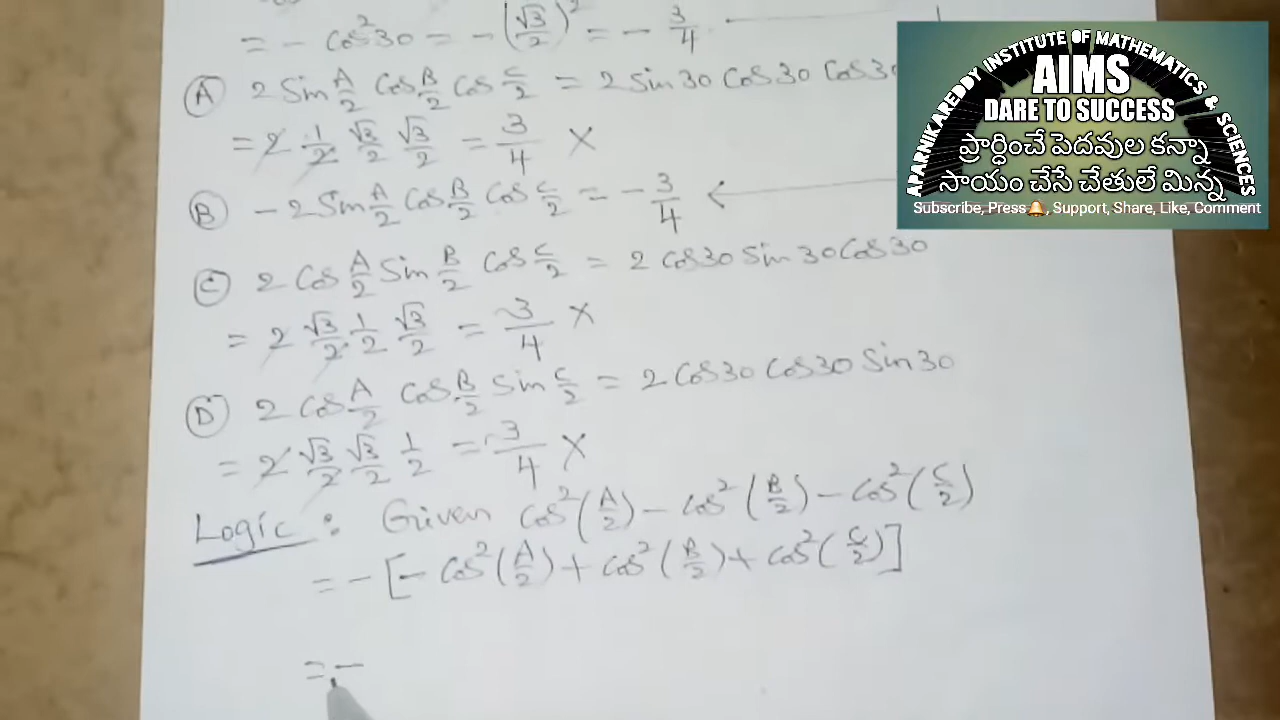 = - Cos²30 = - (√3/2)² = - 3/4
Ⓐ 2 Sin A/2 Cos B/2 Cos C/2 = 2 Sin 30 Cos 30 Cos 30
= 2 1/2 √3/2 √3/2 = 3/4 ×
Ⓑ - 2 Sin A/2 Cos B/2 Cos C/2 = - 3/4 ←
Ⓒ 2 Cos A/2 Sin B/2 Cos C/2 = 2 Cos 30 Sin 30 Cos 30
= 2 √3/2 1/2 √3/2 = 3/4 ×
Ⓓ 2 Cos A/2 Cos B/2 Sin C/2 = 2 Cos 30 Cos 30 Sin 30
= 2 √3/2 √3/2 1/2 = 3/4 ×
Logic : Given Cos²(A/2) - Cos²(B/2) - Cos²(C/2)
= - [- Cos²(A/2) + Cos²(B/2) + Cos²(C/2)]
= -
APARNIKAREDDY INSTITUTE OF MATHEMATICS & SCIENCES
AIMS
DARE TO SUCCESS
ప్రార్ధించే పెదవుల కన్నా
సాయం చేసే చేతులే మిన్న
Subscribe, Press🔔, Support, Share, Like, Comment